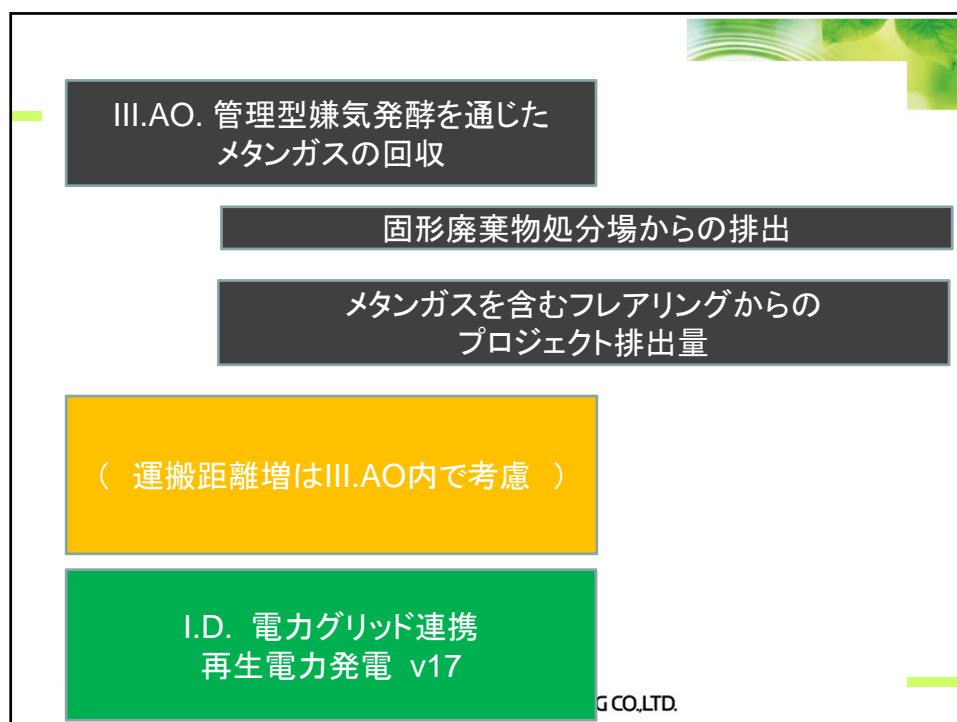 III.AO. 管理型嫌気発酵を通じた
メタンガスの回収
固形廃棄物処分場からの排出
メタンガスを含むフレアリングからの
プロジェクト排出量
( 運搬距離増はIII.AO内で考慮 )
I.D. 電力グリッド連携
再生電力発電 v17
G CO.,LTD.